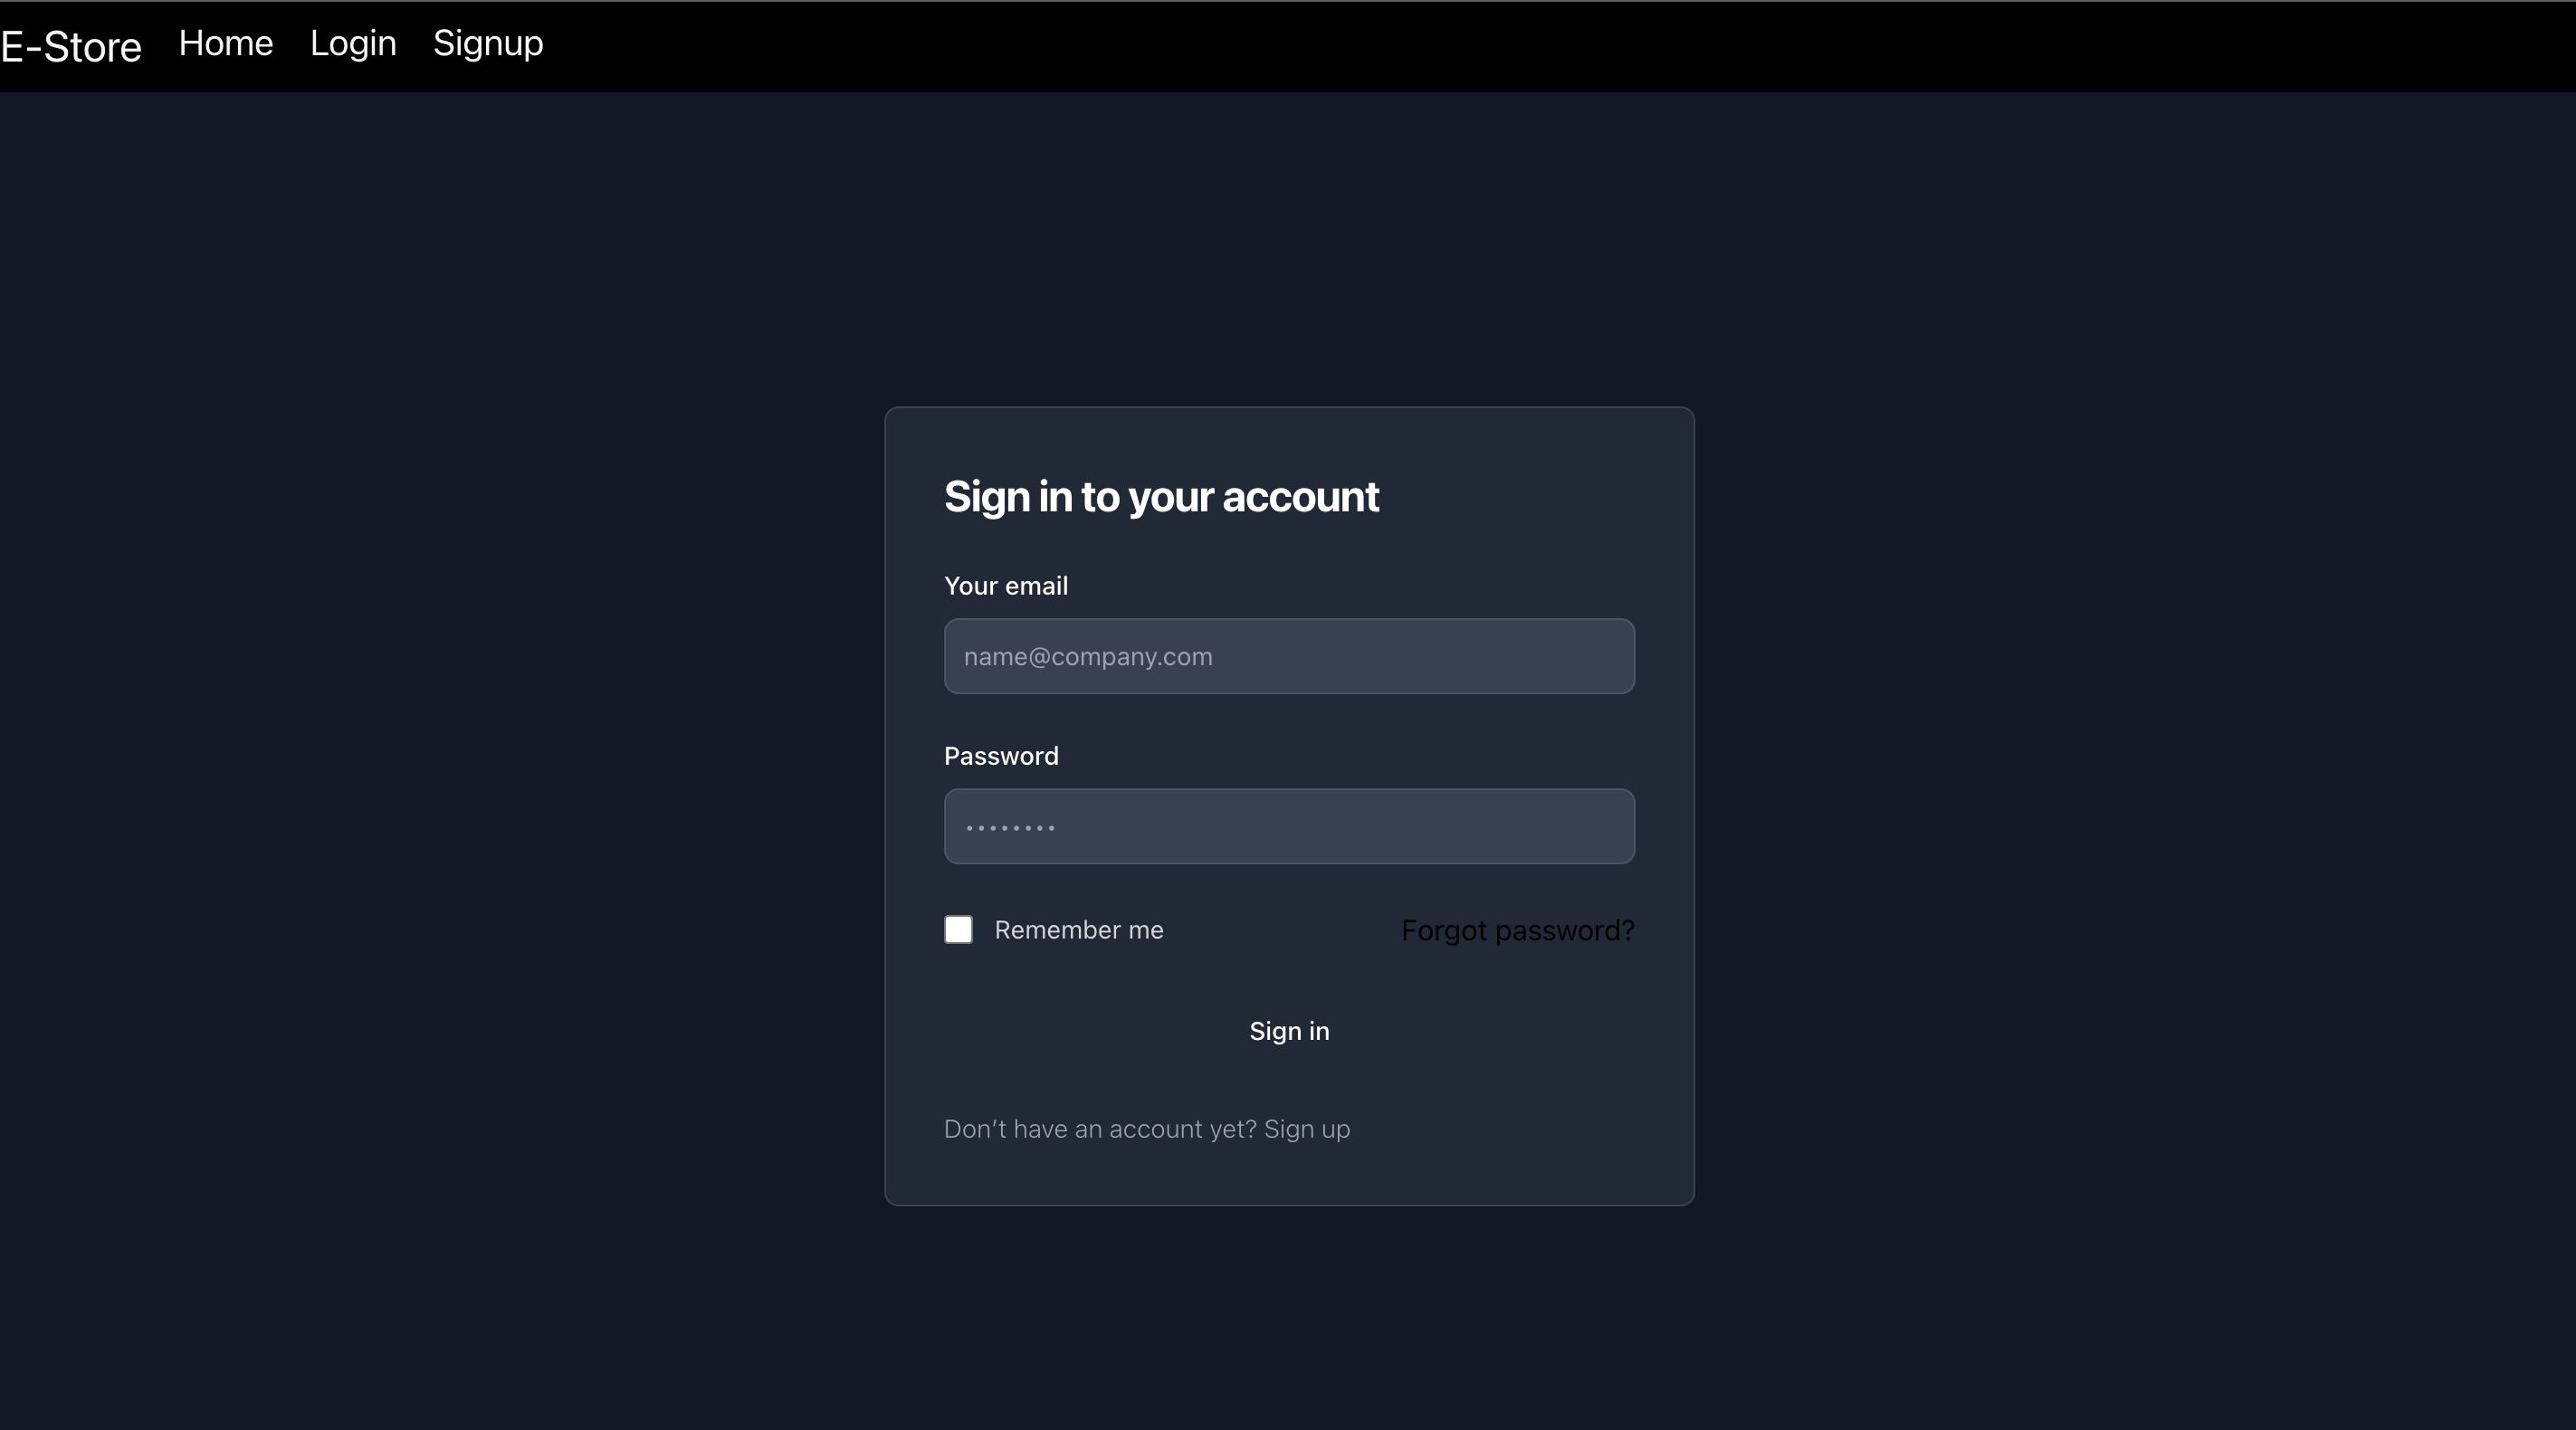 E-Store Home Login Signup
Sign in to your account
Your email
name@company.com
Password
••••••••
Remember me Forgot password?
Sign in
Don’t have an account yet? Sign up